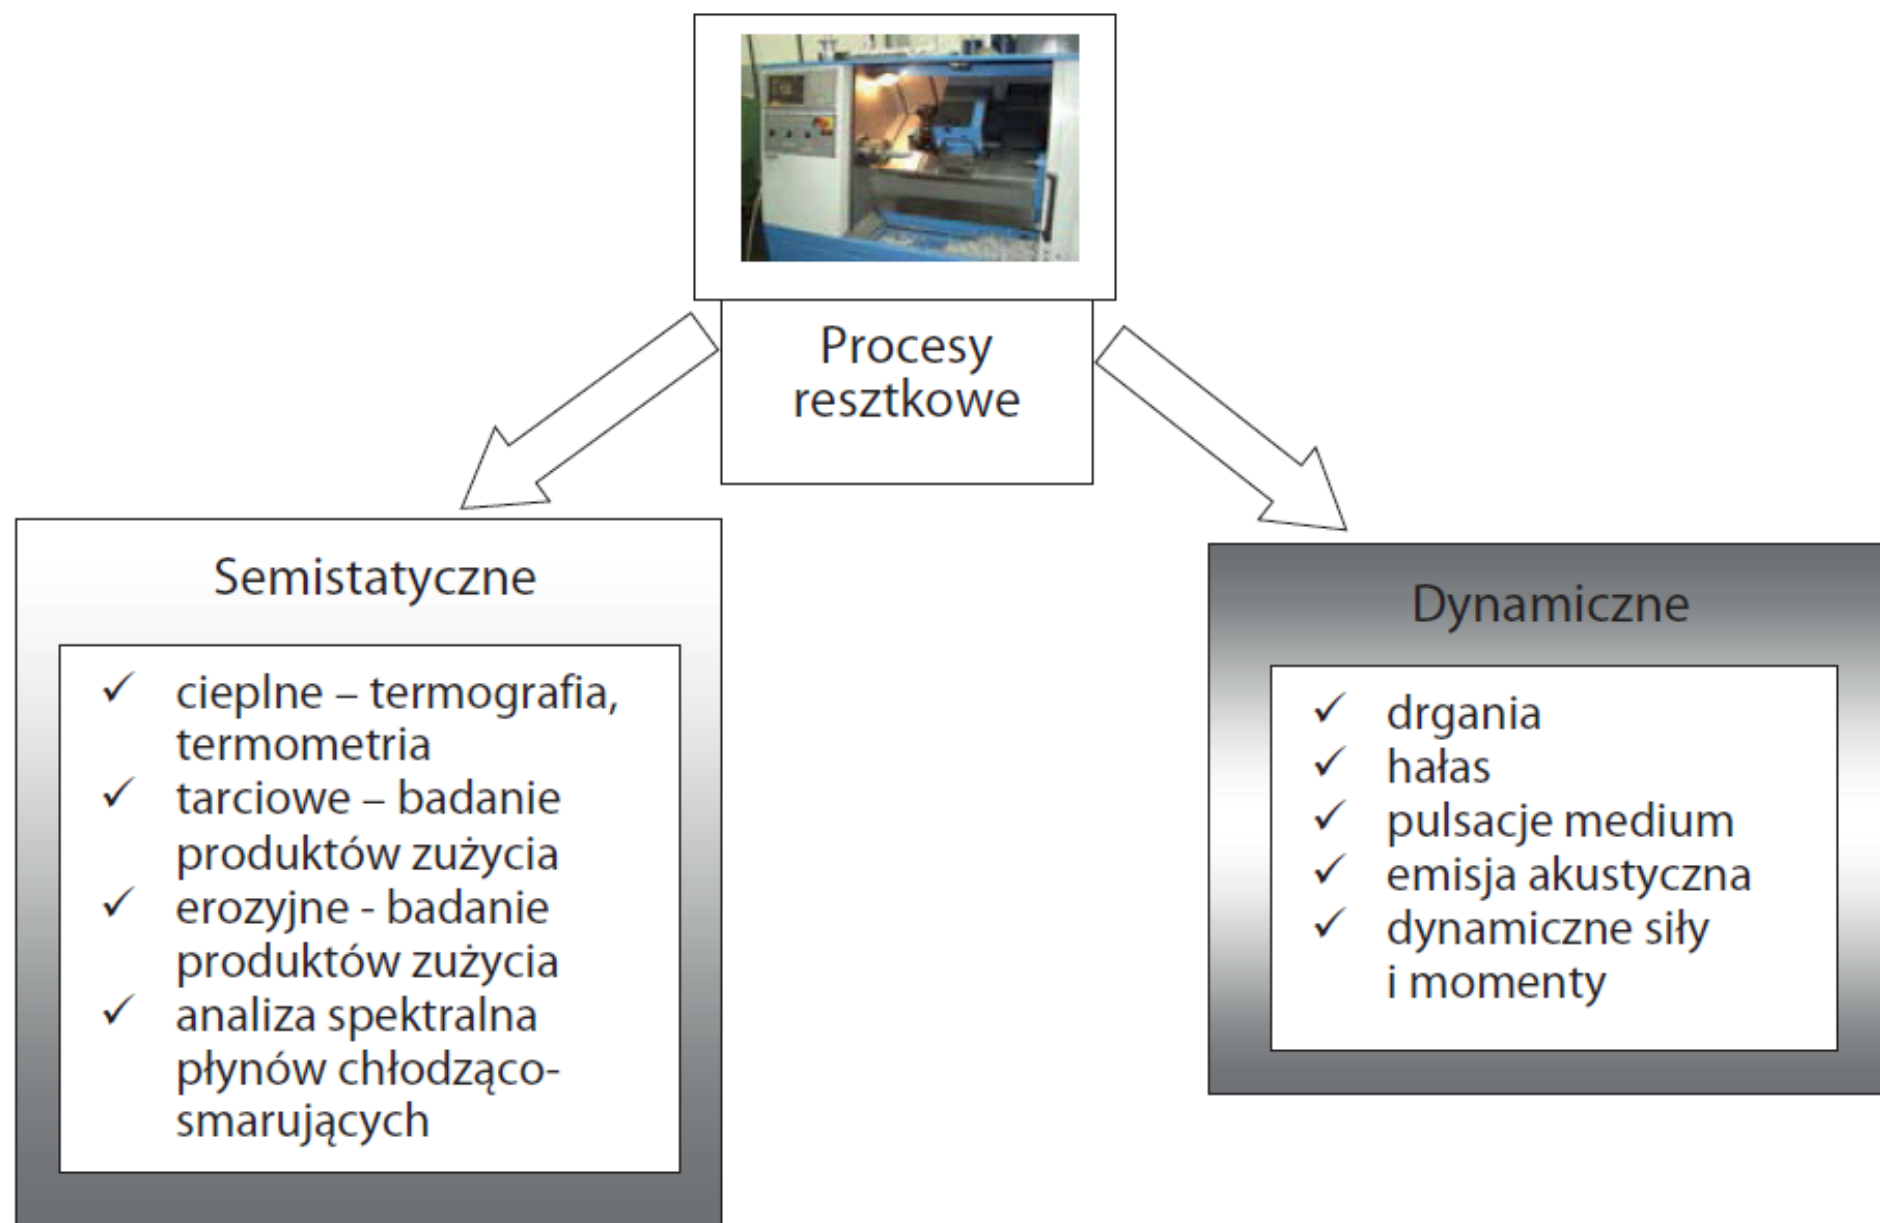 Procesy
resztkowe
Semistatyczne
✓ cieplne – termografia,
termometria
✓ tarciowe – badanie
produktów zużycia
✓ erozyjne - badanie
produktów zużycia
✓ analiza spektralna
płynów chłodząco-
smarujących
Dynamiczne
✓ drgania
✓ hałas
✓ pulsacje medium
✓ emisja akustyczna
✓ dynamiczne siły
i momenty